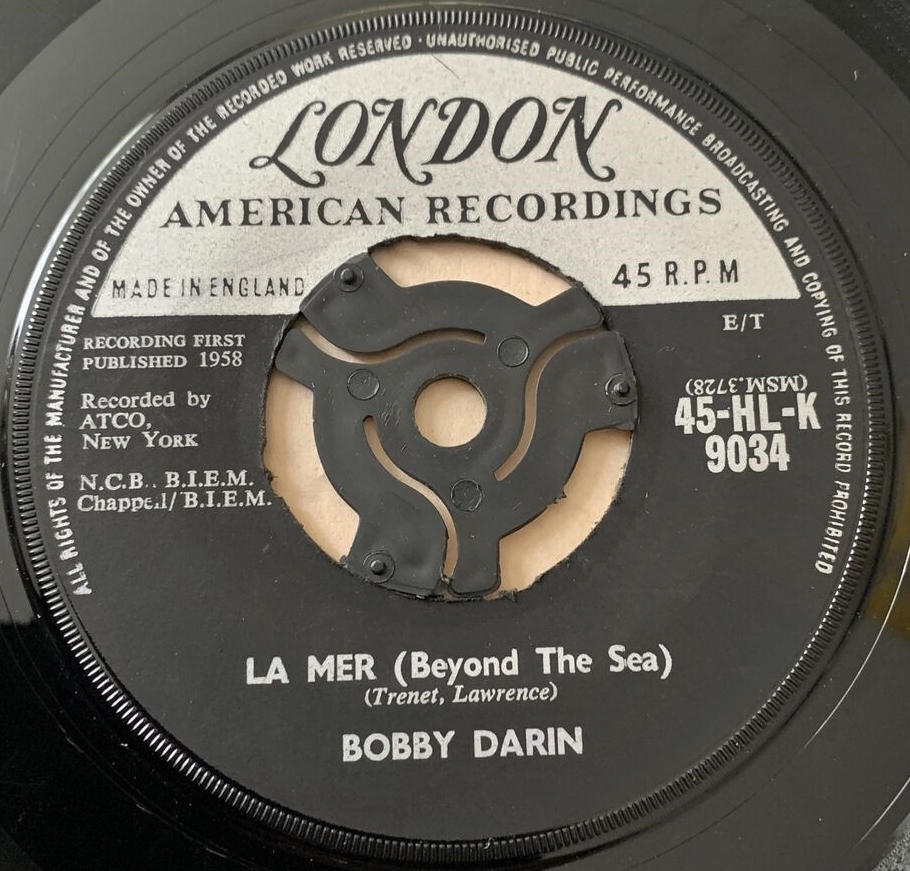 ALL RIGHTS OF THE MANUFACTURER AND OF THE OWNER OF THE RECORDED WORK RESERVED · UNAUTHORISED PUBLIC PERFORMANCE BROADCASTING AND COPYING OF THIS RECORD PROHIBITED
LONDON
AMERICAN RECORDINGS
MADE IN ENGLAND
45 R.P.M
E/T
RECORDING FIRST
PUBLISHED 1958
Recorded by
ATCO,
NEW YORK
N.C.B.. B.I.E.M.
Chappell/B.I.E.M.
(MSM.3728)
45-HL-K
9034
LA MER (Beyond The Sea)
(Trenet, Lawrence)
BOBBY DARIN